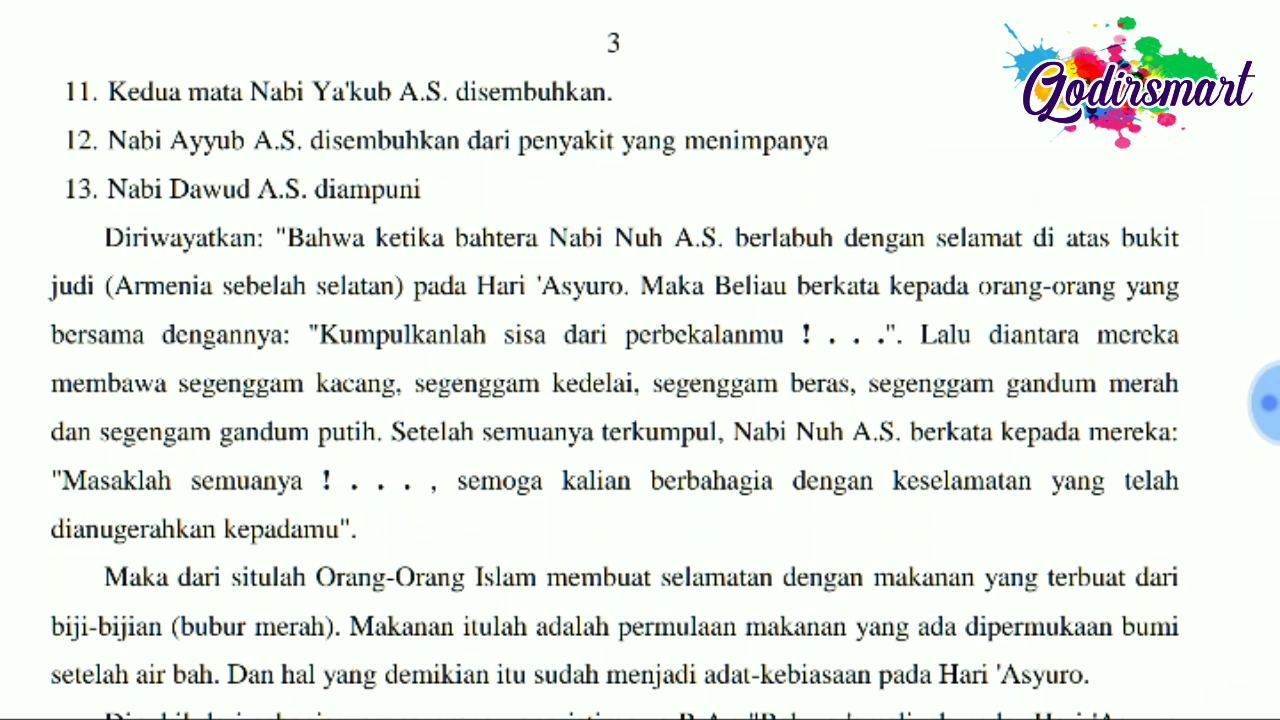 3
Godirsmart
11. Kedua mata Nabi Ya'kub A.S. disembuhkan.
12. Nabi Ayyub A.S. disembuhkan dari penyakit yang menimpanya
13. Nabi Dawud A.S. diampuni
Diriwayatkan: "Bahwa ketika bahtera Nabi Nuh A.S. berlabuh dengan selamat di atas bukit
judi (Armenia sebelah selatan) pada Hari 'Asyuro. Maka Beliau berkata kepada orang-orang yang
bersama dengannya: "Kumpulkanlah sisa dari perbekalanmu ! . . .". Lalu diantara mereka
membawa segenggam kacang, segenggam kedelai, segenggam beras, segenggam gandum merah
dan segengam gandum putih. Setelah semuanya terkumpul, Nabi Nuh A.S. berkata kepada mereka:
"Masaklah semuanya ! . . . , semoga kalian berbahagia dengan keselamatan yang telah
dianugerahkan kepadamu".
Maka dari situlah Orang-Orang Islam membuat selamatan dengan makanan yang terbuat dari
biji-bijian (bubur merah). Makanan itulah adalah permulaan makanan yang ada dipermukaan bumi
setelah air bah. Dan hal yang demikian itu sudah menjadi adat-kebiasaan pada Hari 'Asyuro.